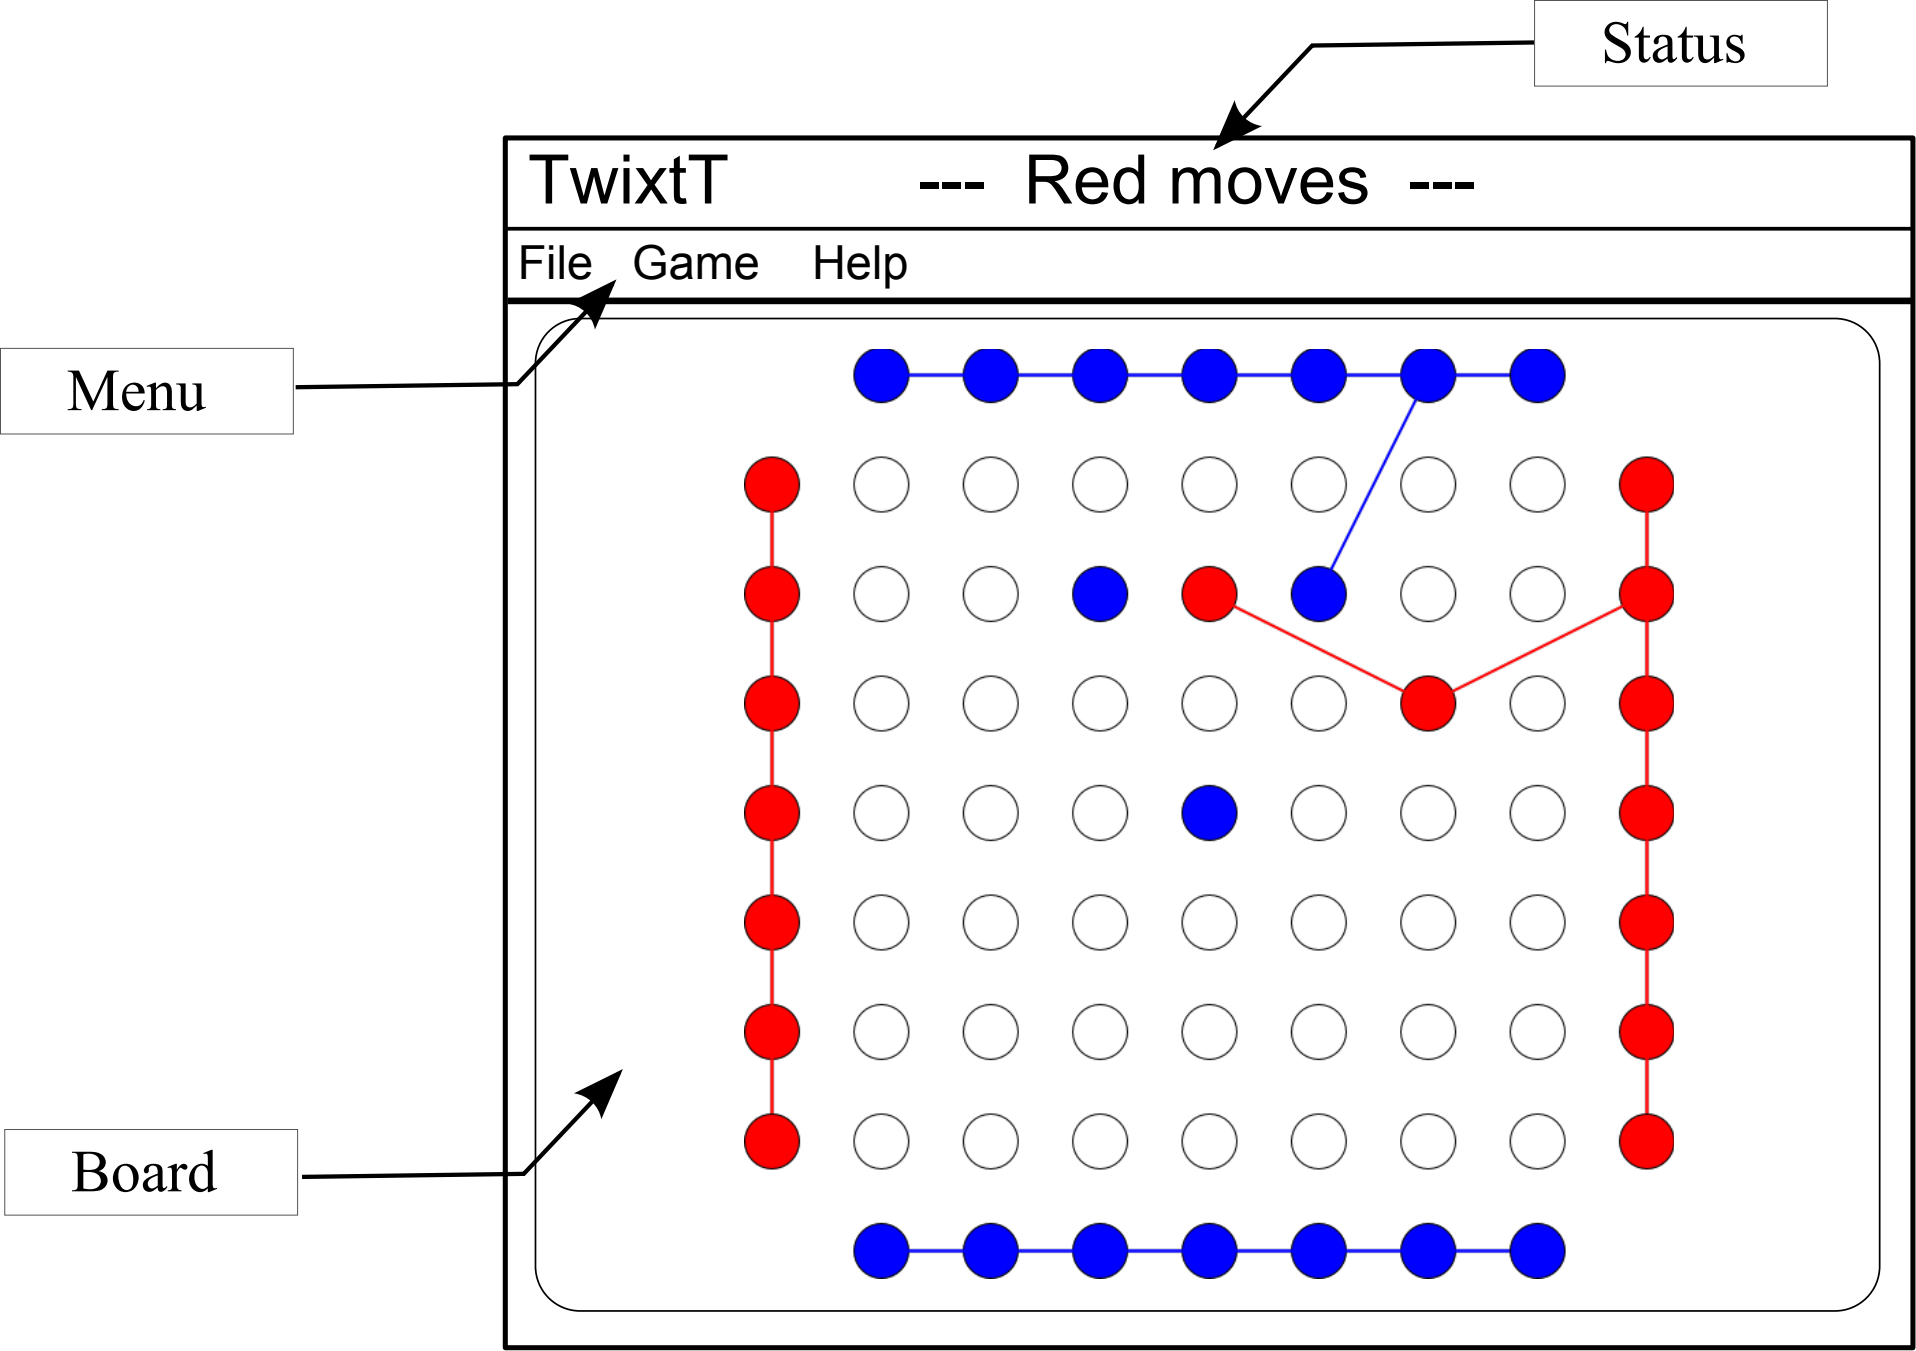 Status
TwixtT --- Red moves ---
File Game Help
Menu
Board